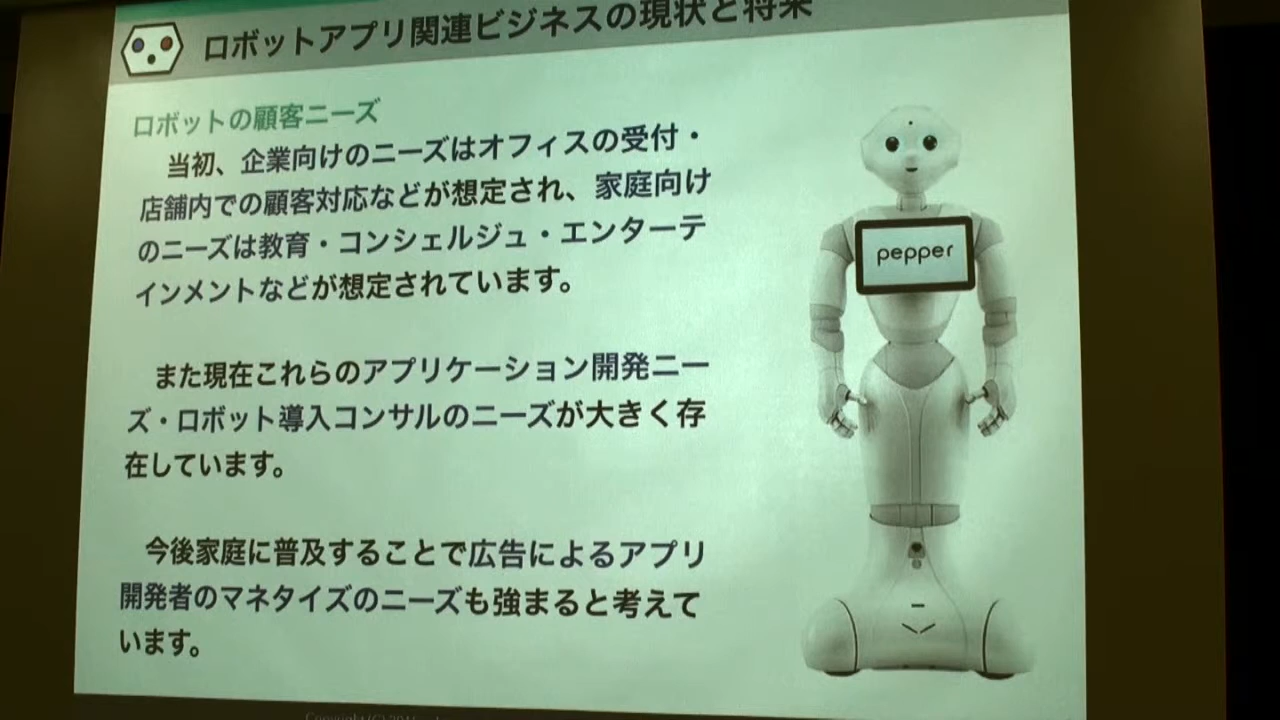 ロボットアプリ関連ビジネスの現状と将来
ロボットの顧客ニーズ
当初、企業向けのニーズはオフィスの受付・
店舗内での顧客対応などが想定され、家庭向け
のニーズは教育・コンシェルジュ・エンターテ
インメントなどが想定されています。
また現在これらのアプリケーション開発ニー
ズ・ロボット導入コンサルのニーズが大きく存
在しています。
今後家庭に普及することで広告によるアプリ
開発者のマネタイズのニーズも強まると考えて
います。
pepper
Copyright (C)